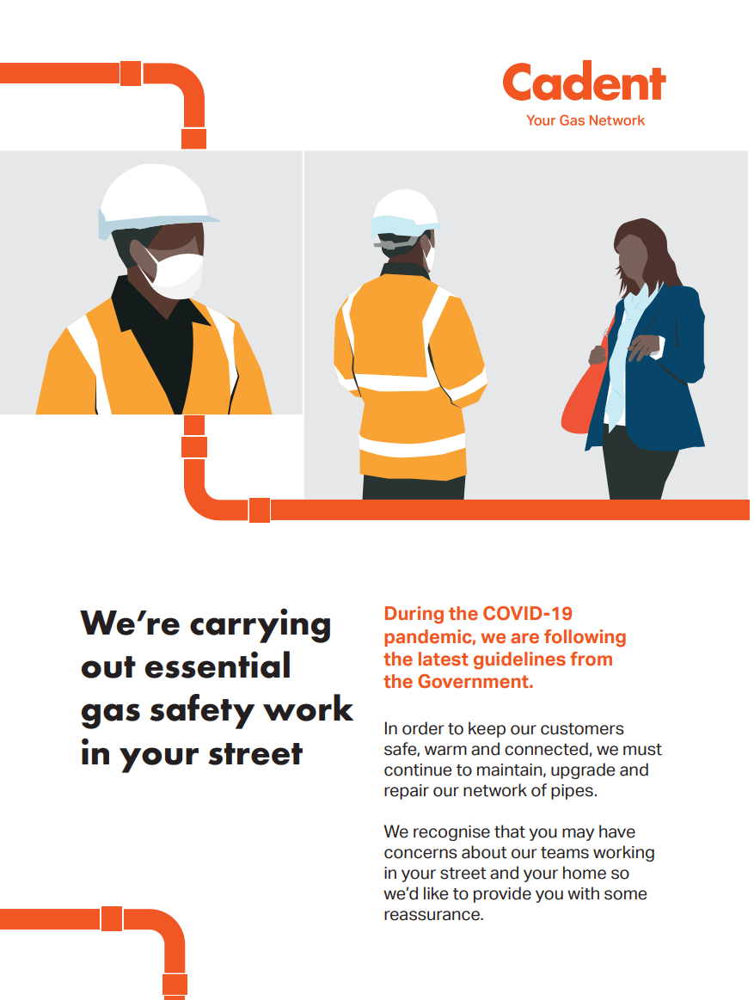 Cadent
Your Gas Network
We’re carrying
out essential
gas safety work
in your street
During the COVID-19
pandemic, we are following
the latest guidelines from
the Government.
In order to keep our customers
safe, warm and connected, we must
continue to maintain, upgrade and
repair our network of pipes.
We recognise that you may have
concerns about our teams working
in your street and your home so
we’d like to provide you with some
reassurance.